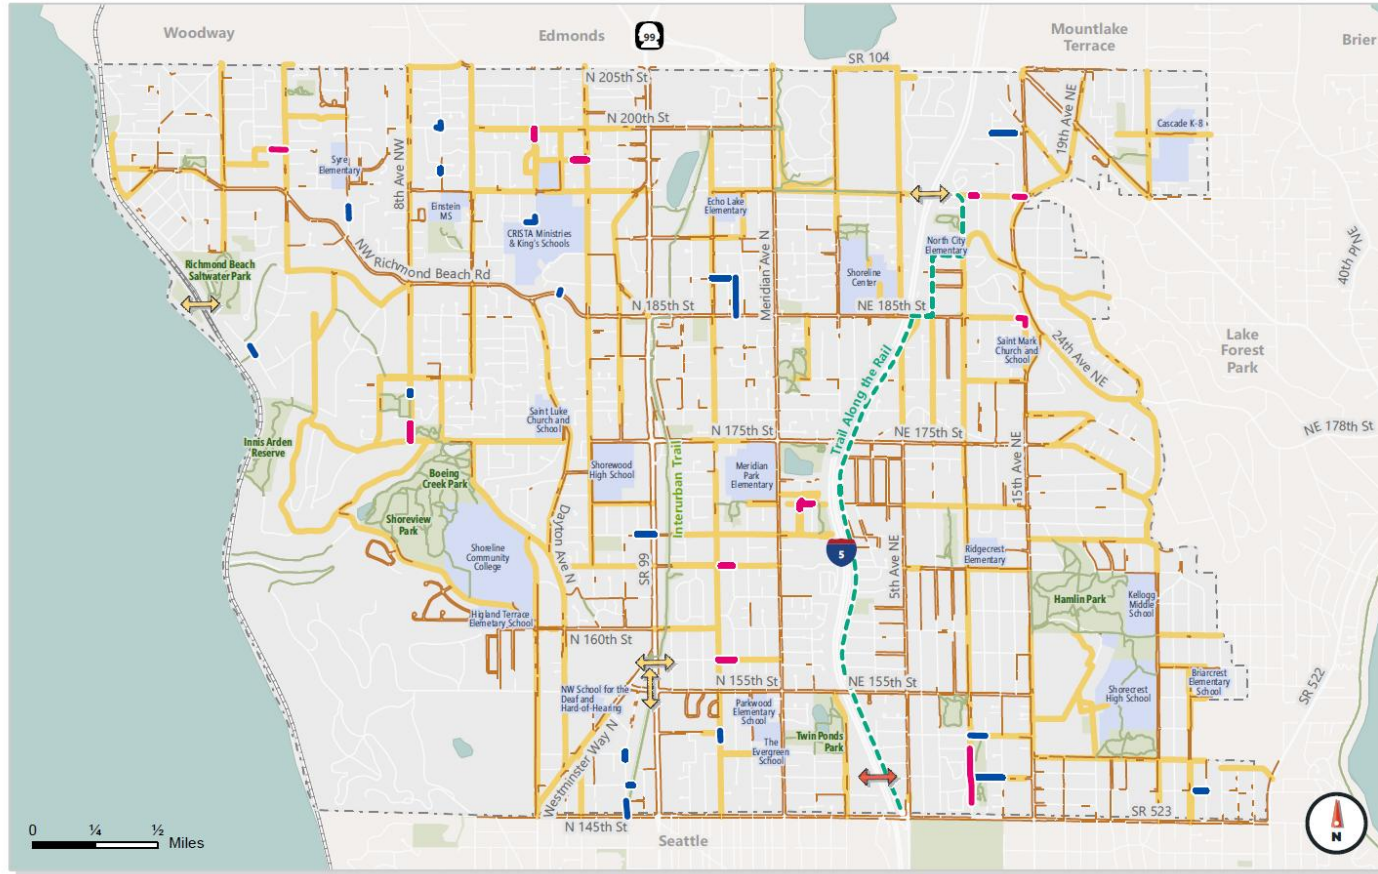 Woodway
Edmonds
99
Mountlake
Terrace
Brier
SR 104
N 205th St
N 200th St
19th Ave NE
Cascade K-8
Syre
Elementary
8th Ave NW
Einstein
MS
Echo Lake
Elementary
CRISTA Ministries
& King's Schools
North City
Elementary
40th Pl NE
NW Richmond Beach Rd
Richmond Beach
Saltwater Park
Meridian Ave N
Shoreline
Center
N 185th St
NE 185th St
Saint Mark
Church and
School
24th Ave NE
Lake
Forest
Park
Trail Along the Rail
Saint Luke
Church and
School
N 175th St
NE 175th St
NE 178th St
Innis Arden
Reserve
Boeing
Creek Park
Shorewood
High School
Interurban Trail
Meridian
Park
Elementary
15th Ave NE
Shoreview
Park
Dayton Ave N
Shoreline
Community
College
SR 99
5
5th Ave NE
Ridgecrest
Elementary
Hamlin Park
Kellogg
Middle
School
Higland Terrace
Elemetary School
N 160th St
N 155th St
NE 155th St
NW School for the
Deaf and
Hard-of-Hearing
Parkwood
Elementary
School
The
Evergreen
School
Twin Ponds
Park
Shorecrest
High School
Briarcrest
Elementary
School
SR 522
Westminster Way N
N 145th St
SR 523
Seattle
0 ¼ ½
Miles
N